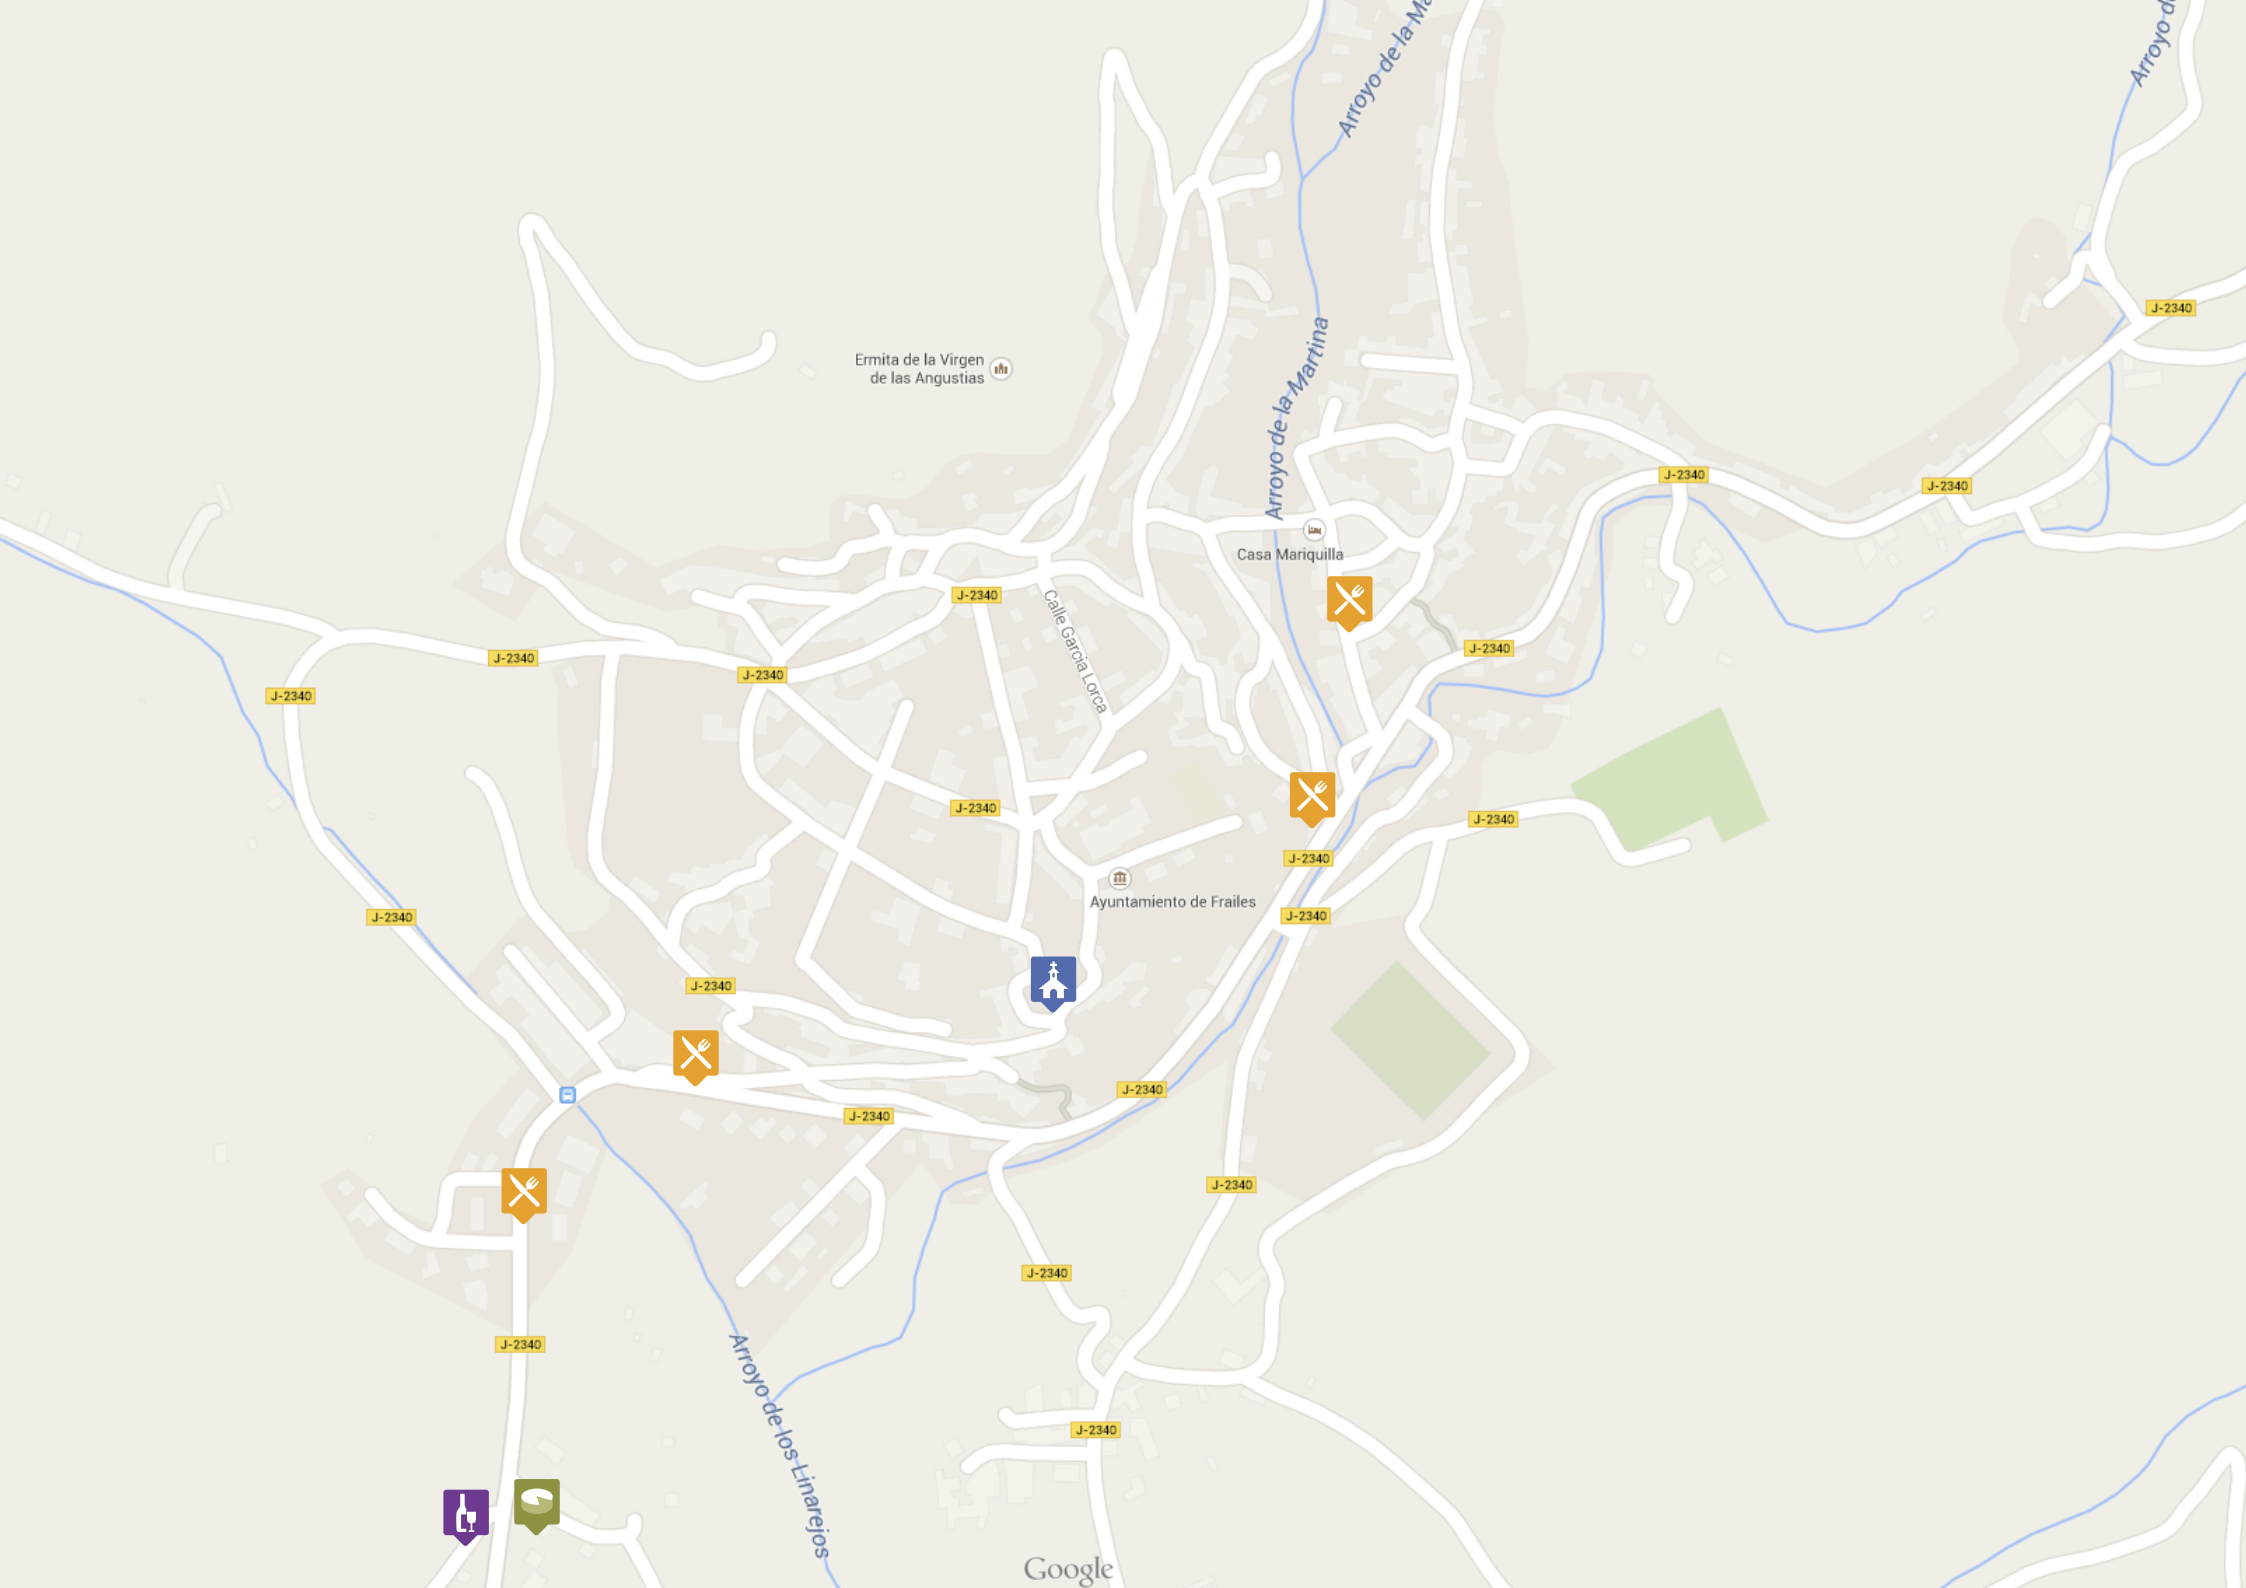 Arroyo de la Ma
Arroyo d
J-2340
Arroyo de la Martina
Ermita de la Virgen
de las Angustias
J-2340
J-2340
Casa Mariquilla
J-2340
Calle García Lorca
J-2340
J-2340
J-2340
J-2340
J-2340
J-2340
J-2340
Ayuntamiento de Frailes
J-2340
J-2340
J-2340
J-2340
J-2340
J-2340
J-2340
J-2340
Arroyo de los Linarejos
J-2340
Google